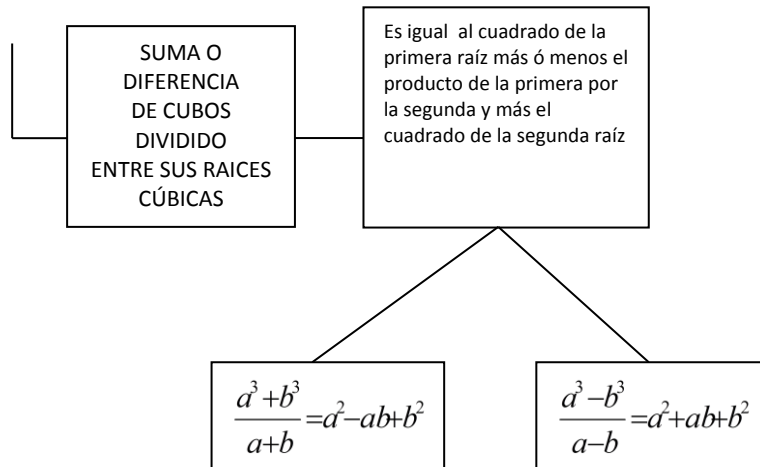 SUMA O
DIFERENCIA
DE CUBOS
DIVIDIDO
ENTRE SUS RAICES
CÚBICAS
Es igual al cuadrado de la
primera raíz más ó menos el
producto de la primera por
la segunda y más el
cuadrado de la segunda raíz
(a³+b³)/(a+b)=a²−ab+b²
(a³−b³)/(a−b)=a²+ab+b²